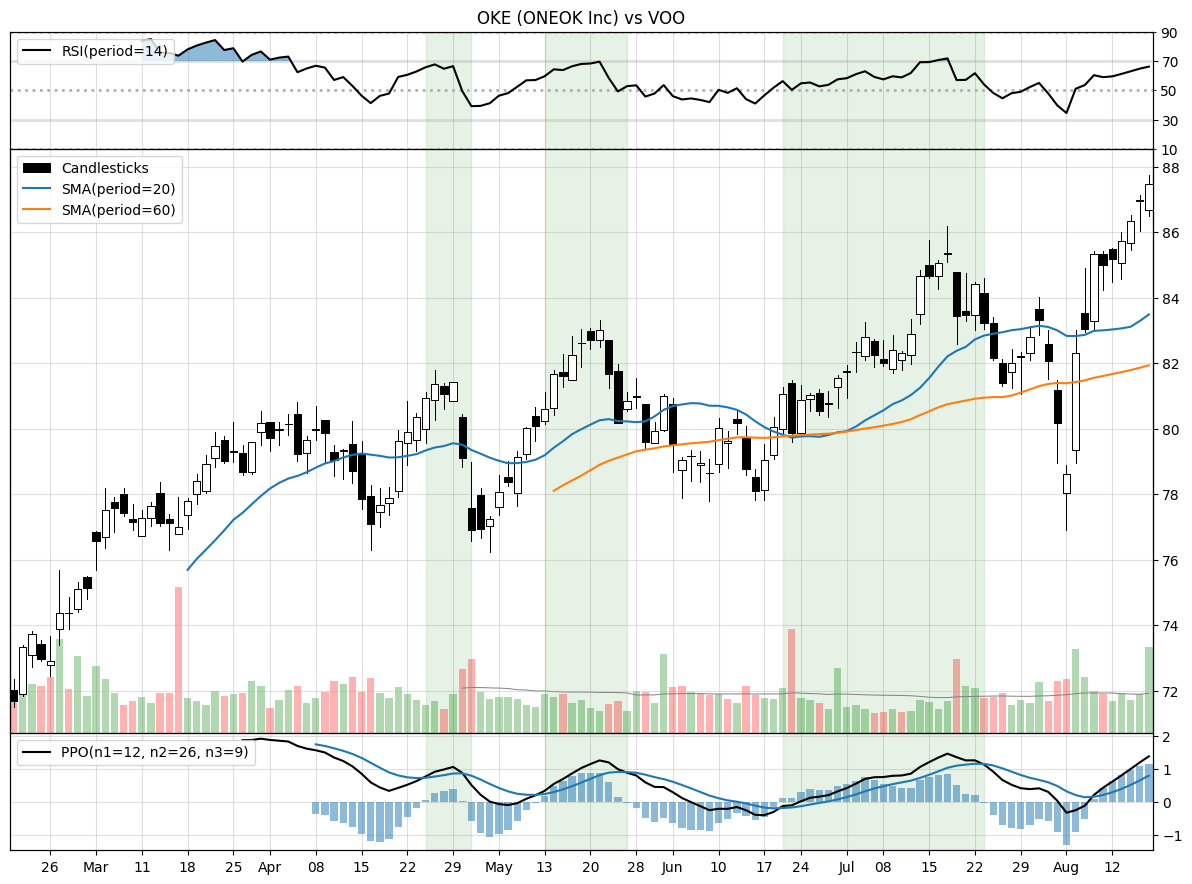 OKE (ONEOK Inc) vs VOO
RSI(period=14)
90
70
50
30
10
Candlesticks
SMA(period=20)
SMA(period=60)
88
86
84
82
80
78
76
74
72
PPO(n1=12, n2=26, n3=9)
2
1
0
−1
26 Mar 11 18 25 Apr 08 15 22 29 May 13 20 28 Jun 10 17 24 Jul 08 15 22 29 Aug 12